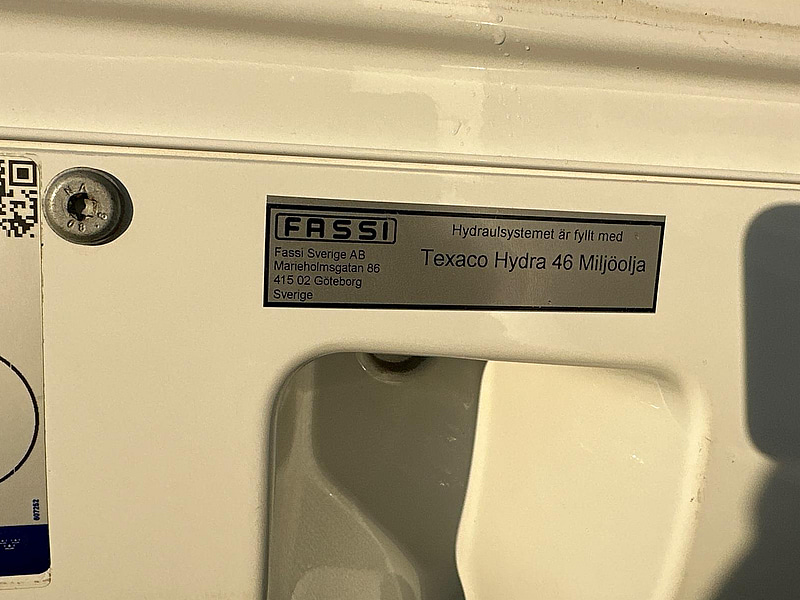 FASSI
Fassi Sverige AB
Marieholmsgatan 86
415 02 Göteborg
Sverige
Hydraulsystemet är fyllt med
Texaco Hydra 46 Miljöolja